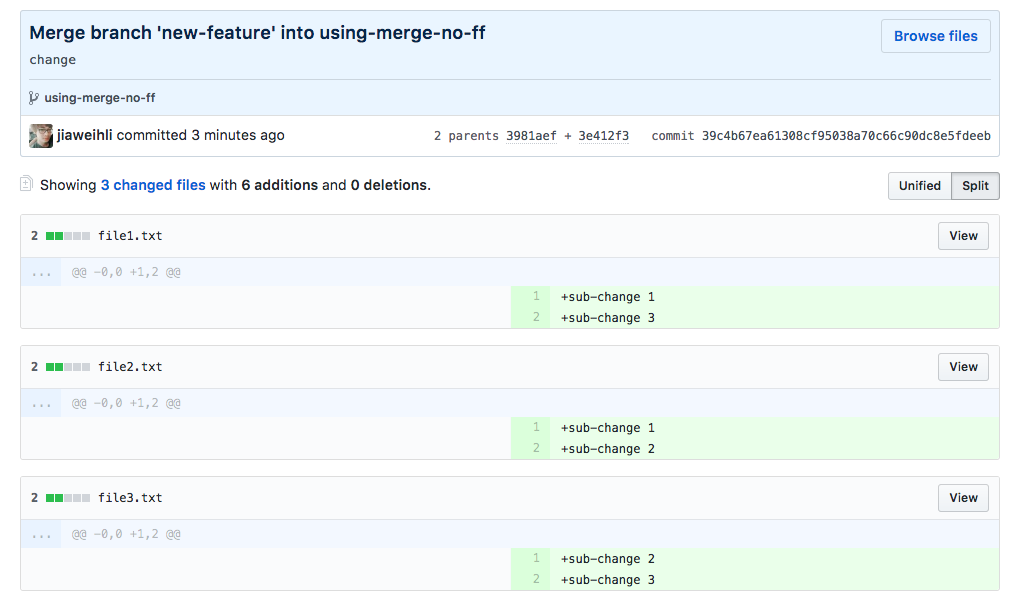 Merge branch 'new-feature' into using-merge-no-ff
Browse files
change
using-merge-no-ff
jiaweihli committed 3 minutes ago 2 parents 3981aef + 3e412f3 commit 39c4b67ea61308cf95038a70c66c90dc8e5fdeeb
Showing 3 changed files with 6 additions and 0 deletions. Unified Split
2 file1.txt View
... @@ -0,0 +1,2 @@
1 +sub-change 1
2 +sub-change 3
2 file2.txt View
... @@ -0,0 +1,2 @@
1 +sub-change 1
2 +sub-change 2
2 file3.txt View
... @@ -0,0 +1,2 @@
1 +sub-change 2
2 +sub-change 3